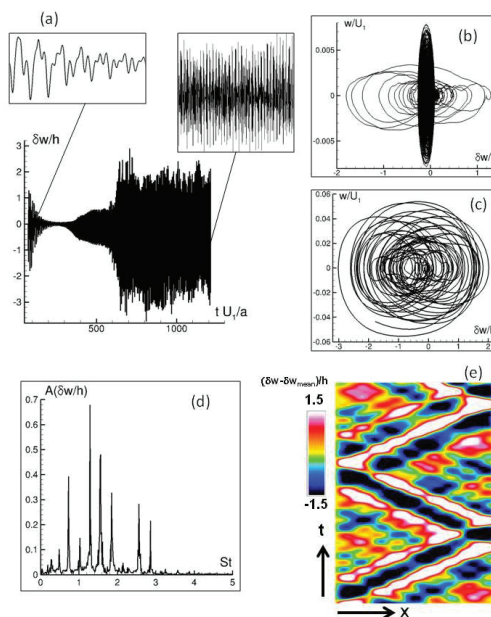 (a)
δw/h
3
2
1
0
-1
-2
-3
500
1000
t U₁/a
w/U₁
(b)
0.005
0
-0.005
-2
0
δw/
w/U₁
(c)
0.06
0.04
0.02
0
-0.02
-0.04
-0.06
-3
-2
-1
0
1
2
δw/
A(δw/h)
(d)
0.7
0.6
0.5
0.4
0.3
0.2
0.1
0
0
1
2
3
4
5
St
(δw-δwmean)/h
(e)
1.5
-1.5
t
x